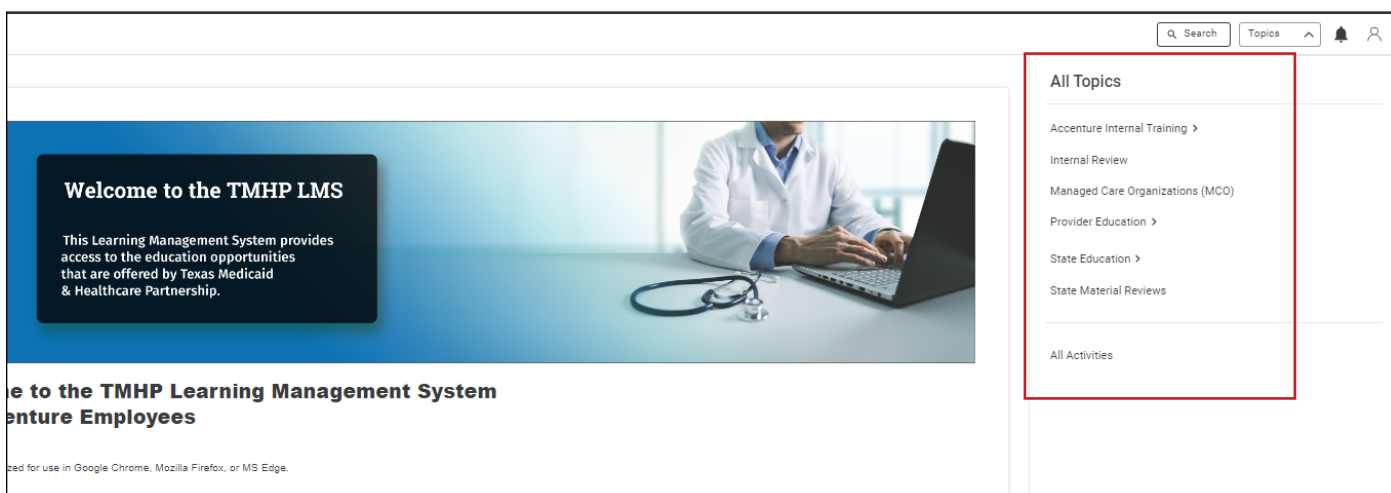 Search
Topics
All Topics
Accenture Internal Training >
Internal Review
Managed Care Organizations (MCO)
Provider Education >
State Education >
State Material Reviews
All Activities
Welcome to the TMHP LMS
This Learning Management System provides
access to the education opportunities
that are offered by Texas Medicaid
& Healthcare Partnership.
e to the TMHP Learning Management System
enture Employees
zed for use in Google Chrome, Mozilla Firefox, or MS Edge.